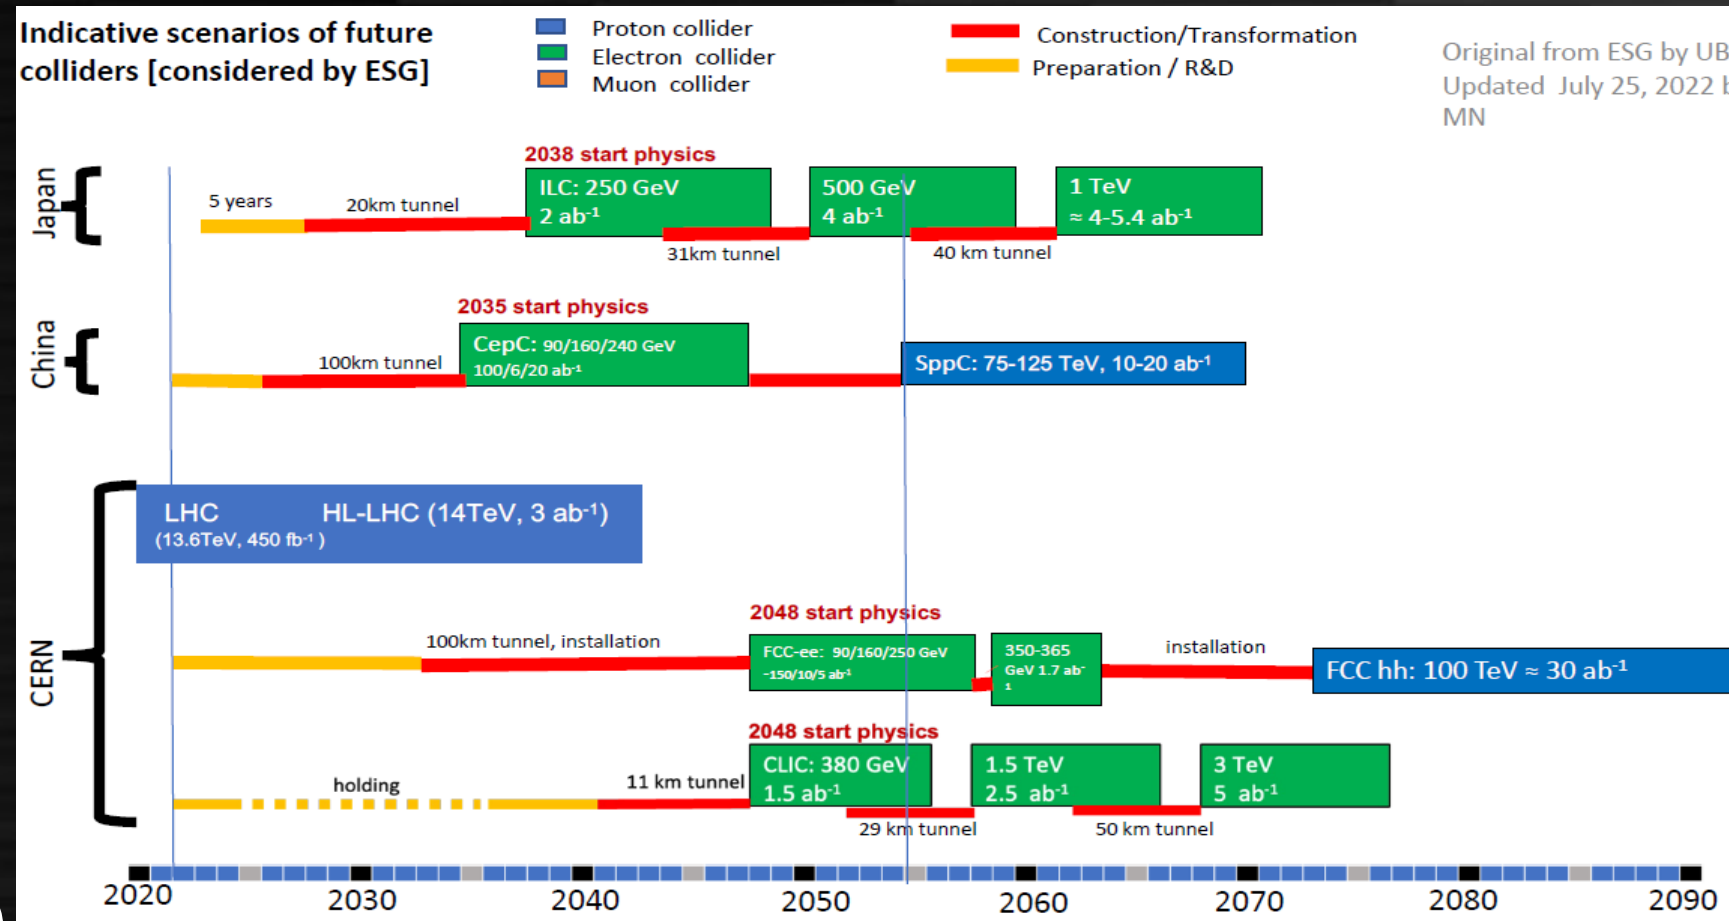 Indicative scenarios of future
colliders [considered by ESG]
Proton collider
Electron collider
Muon collider
Construction/Transformation
Preparation / R&D
Original from ESG by UB
Updated July 25, 2022 b
MN
Japan
5 years
20km tunnel
2038 start physics
ILC: 250 GeV
2 ab⁻¹
31km tunnel
500 GeV
4 ab⁻¹
40 km tunnel
1 TeV
≈ 4-5.4 ab⁻¹
China
100km tunnel
2035 start physics
CepC: 90/160/240 GeV
100/6/20 ab⁻¹
SppC: 75-125 TeV, 10-20 ab⁻¹
CERN
LHC HL-LHC (14TeV, 3 ab⁻¹)
(13.6TeV, 450 fb⁻¹ )
100km tunnel, installation
2048 start physics
FCC-ee: 90/160/250 GeV
~150/10/5 ab⁻¹
350-365
GeV 1.7 ab⁻
1
installation
FCC hh: 100 TeV ≈ 30 ab⁻¹
holding
11 km tunnel
2048 start physics
CLIC: 380 GeV
1.5 ab⁻¹
29 km tunnel
1.5 TeV
2.5 ab⁻¹
50 km tunnel
3 TeV
5 ab⁻¹
2020 2030 2040 2050 2060 2070 2080 2090